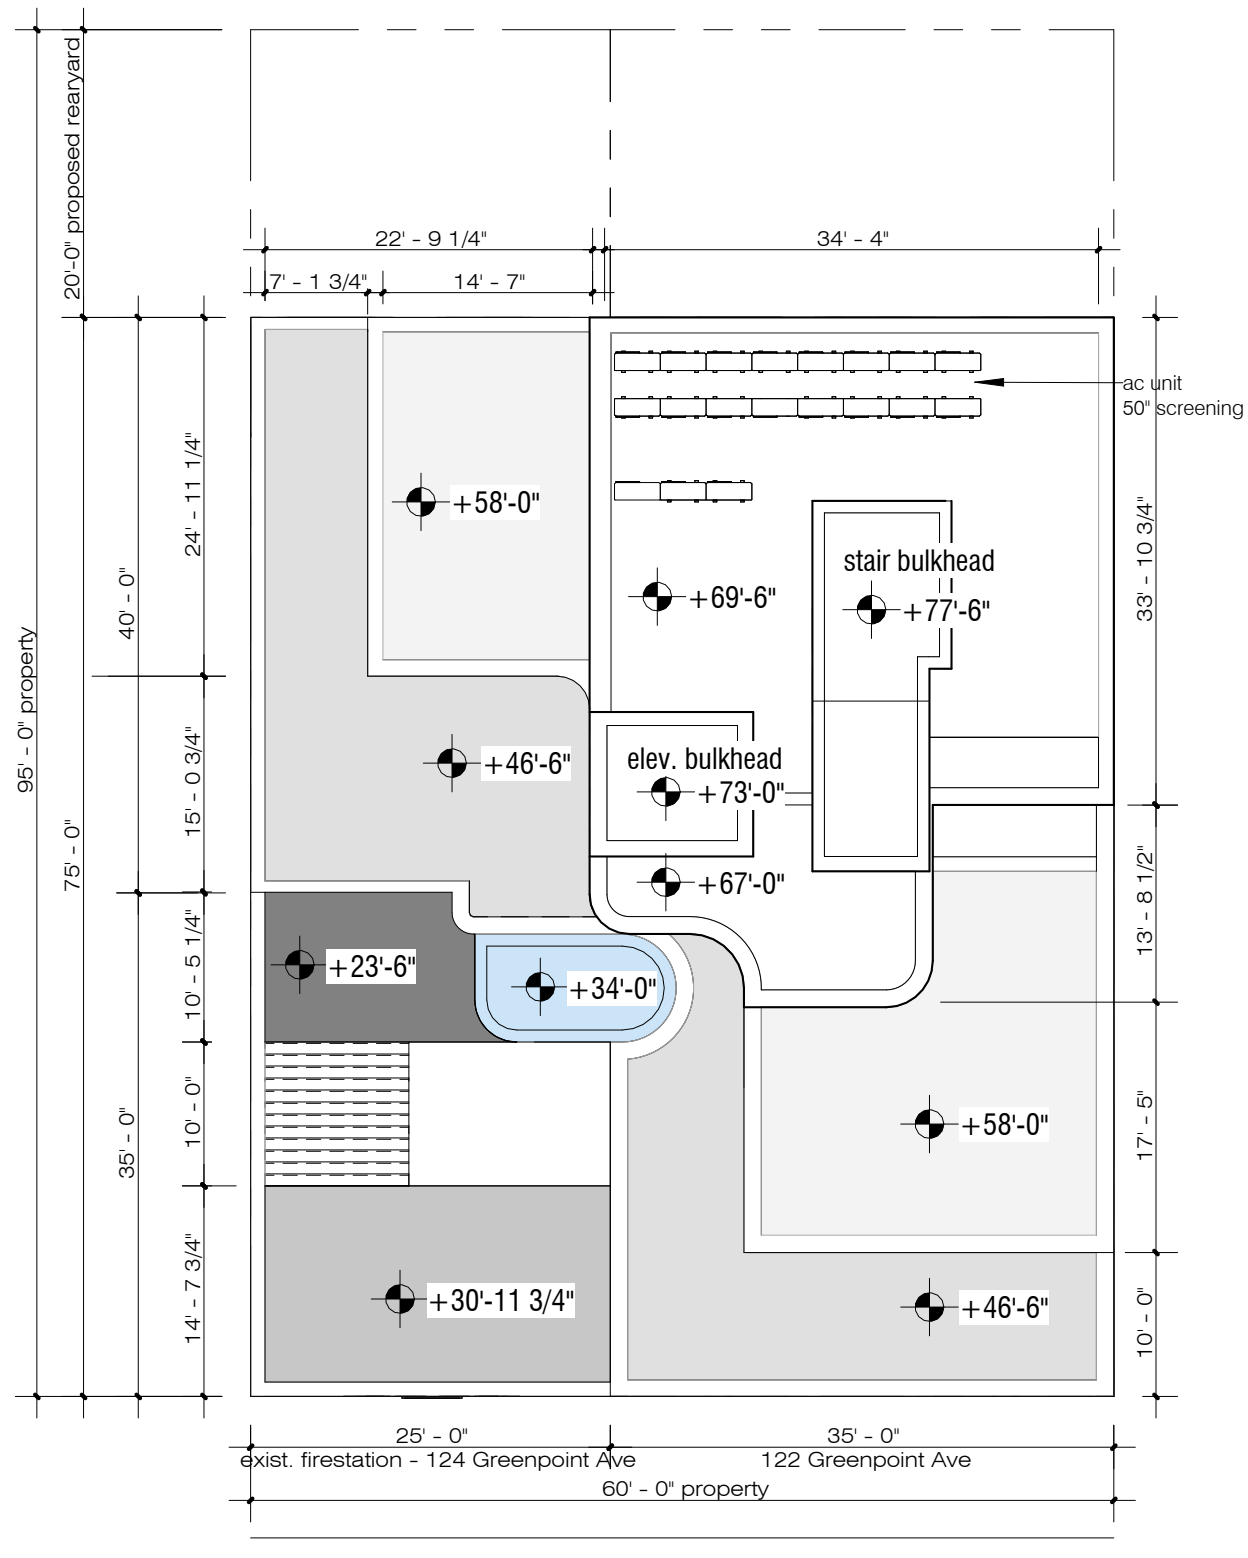 20'-0" proposed rearyard
22' - 9 1/4"
34' - 4"
7' - 1 3/4"
14' - 7"
ac unit
50" screening
24' - 11 1/4"
+58'-0"
33' - 10 3/4"
stair bulkhead
+77'-6"
+69'-6"
40' - 0"
95' - 0" property
15' - 0 3/4"
+46'-6"
elev. bulkhead
+73'-0"
75' - 0"
+67'-0"
13' - 8 1/2"
10' - 5 1/4"
+23'-6"
+34'-0"
10' - 0"
35' - 0"
+58'-0"
17' - 5"
14' - 7 3/4"
+30'-11 3/4"
+46'-6"
10' - 0"
25' - 0"
35' - 0"
exist. firestation - 124 Greenpoint Ave
122 Greenpoint Ave
60' - 0" property